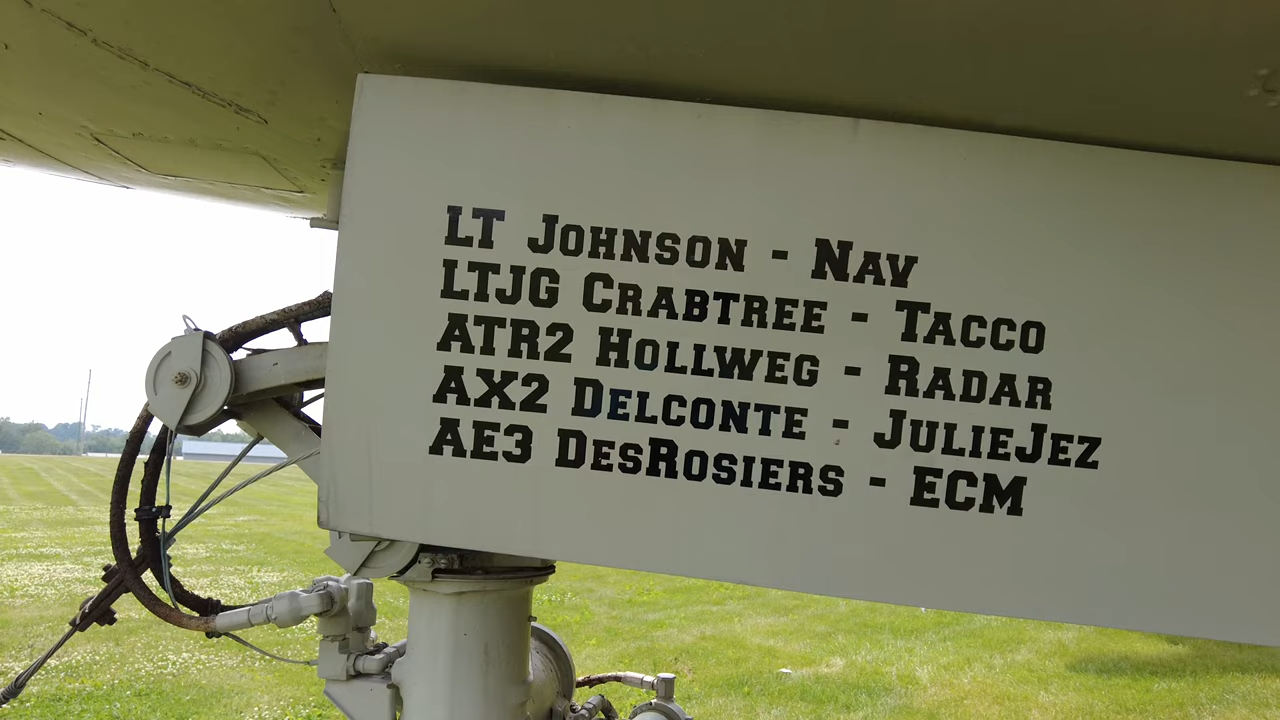 LT Johnson - Nav
LTJG Crabtree - Tacco
ATR2 Hollweg - Radar
AX2 Delconte - JulieJez
AE3 DesRosiers - ECM